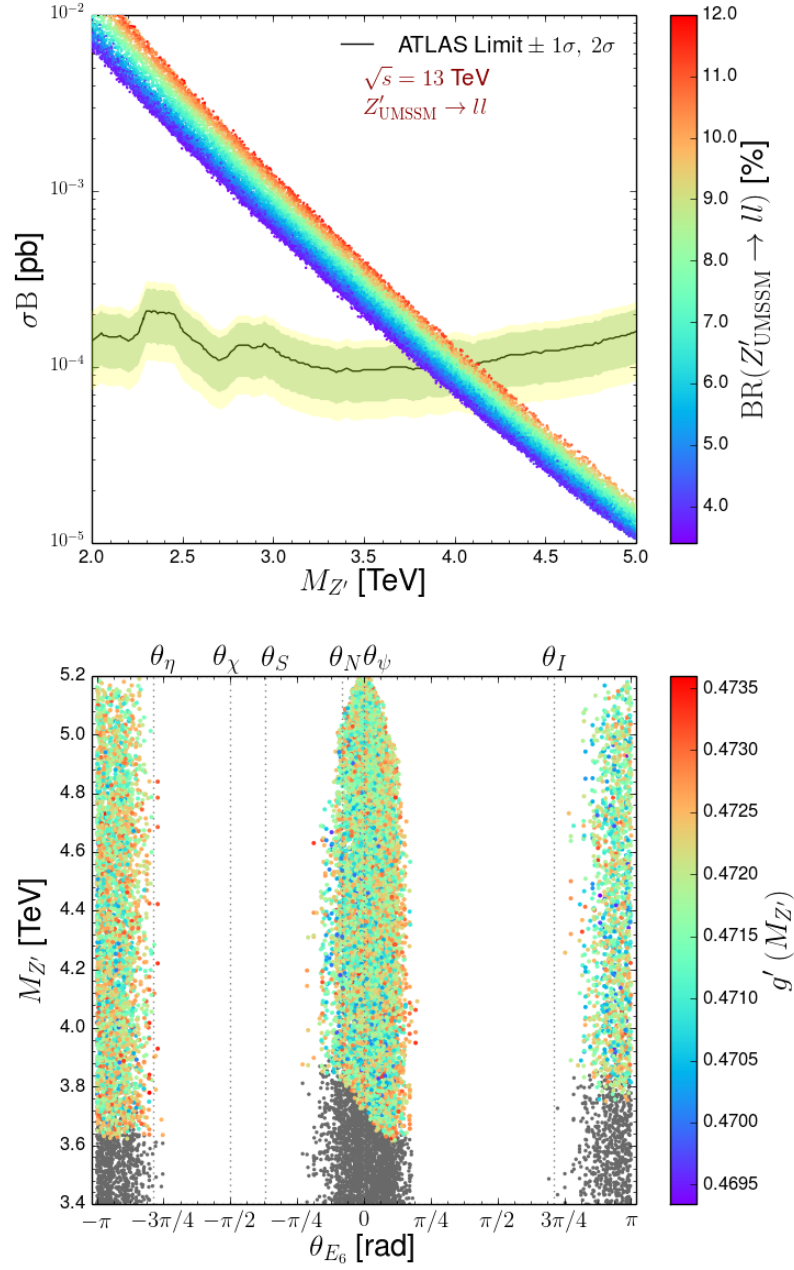 10⁻²
10⁻³
10⁻⁴
10⁻⁵
σB [pb]
ATLAS Limit ± 1σ, 2σ
√s = 13 TeV
Z′UMSSM → ll
2.0 2.5 3.0 3.5 4.0 4.5 5.0
MZ′ [TeV]
12.0
11.0
10.0
9.0
8.0
7.0
6.0
5.0
4.0
BR(Z′UMSSM → ll) [%]
θη θχ θS θN θψ θI
5.2
5.0
4.8
4.6
4.4
4.2
4.0
3.8
3.6
3.4
MZ′ [TeV]
−π −3π/4 −π/2 −π/4 0 π/4 π/2 3π/4 π
θE₆ [rad]
0.4735
0.4730
0.4725
0.4720
0.4715
0.4710
0.4705
0.4700
0.4695
g′ (MZ′)